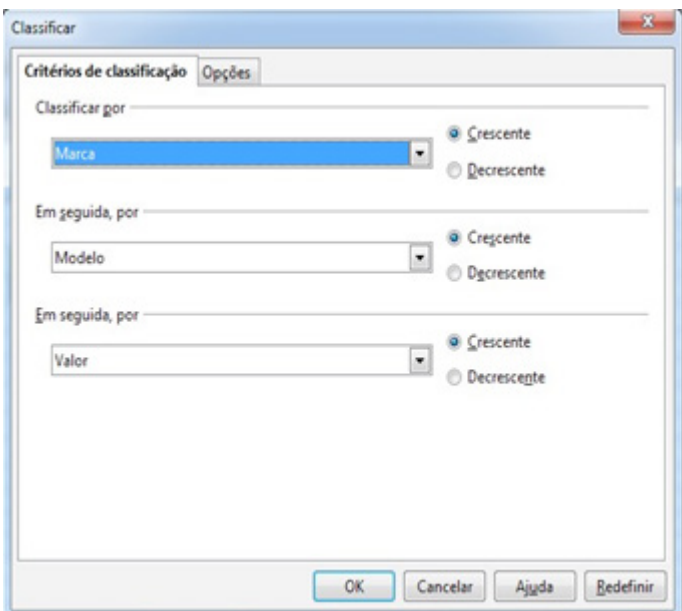 Classificar
Critérios de classificação Opções
Classificar por
Marca
Crescente
Decrescente
Em seguida, por
Modelo
Crescente
Decrescente
Em seguida, por
Valor
Crescente
Decrescente
OK Cancelar Ajuda Redefinir